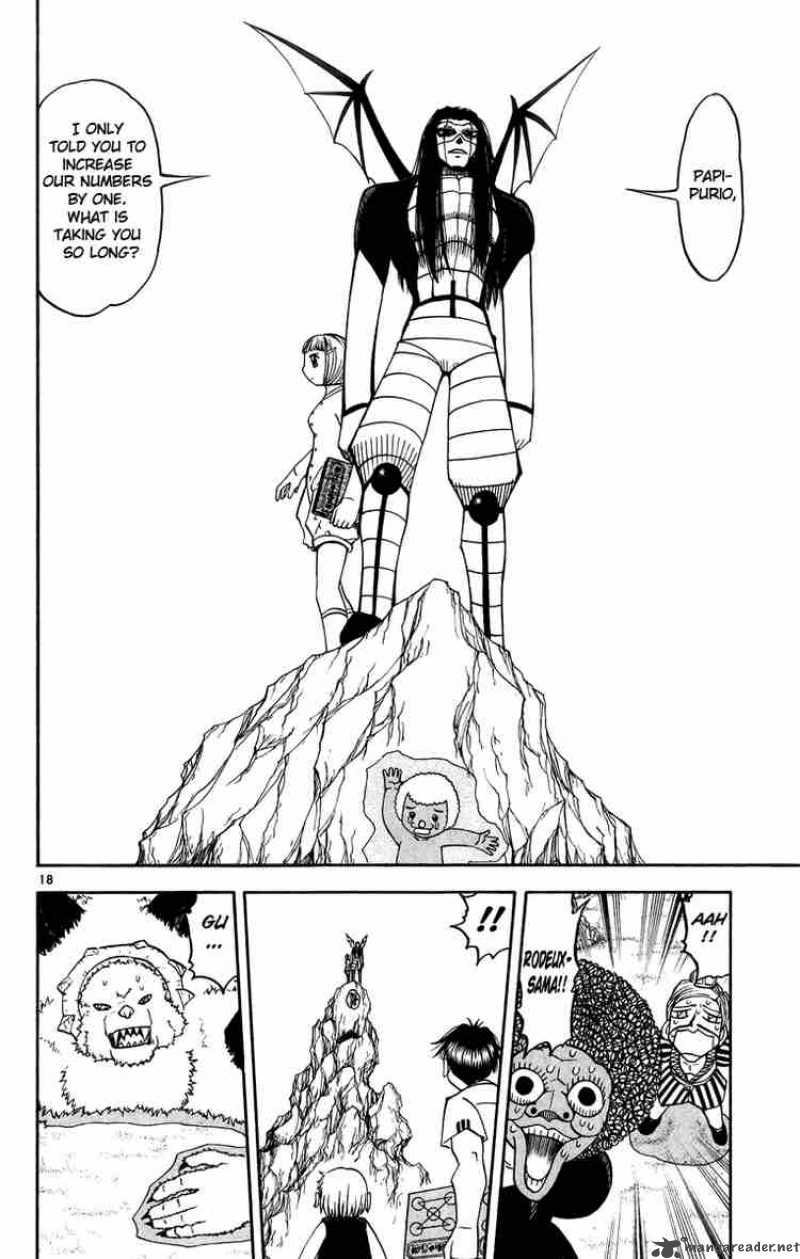 PAPI-
PURIO,
I ONLY
TOLD YOU TO
INCREASE
OUR NUMBERS
BY ONE.
WHAT IS
TAKING YOU
SO LONG?
18
AAH
!!
RODEUX-
SAMA!!
!!
GU
...
mangareader.net